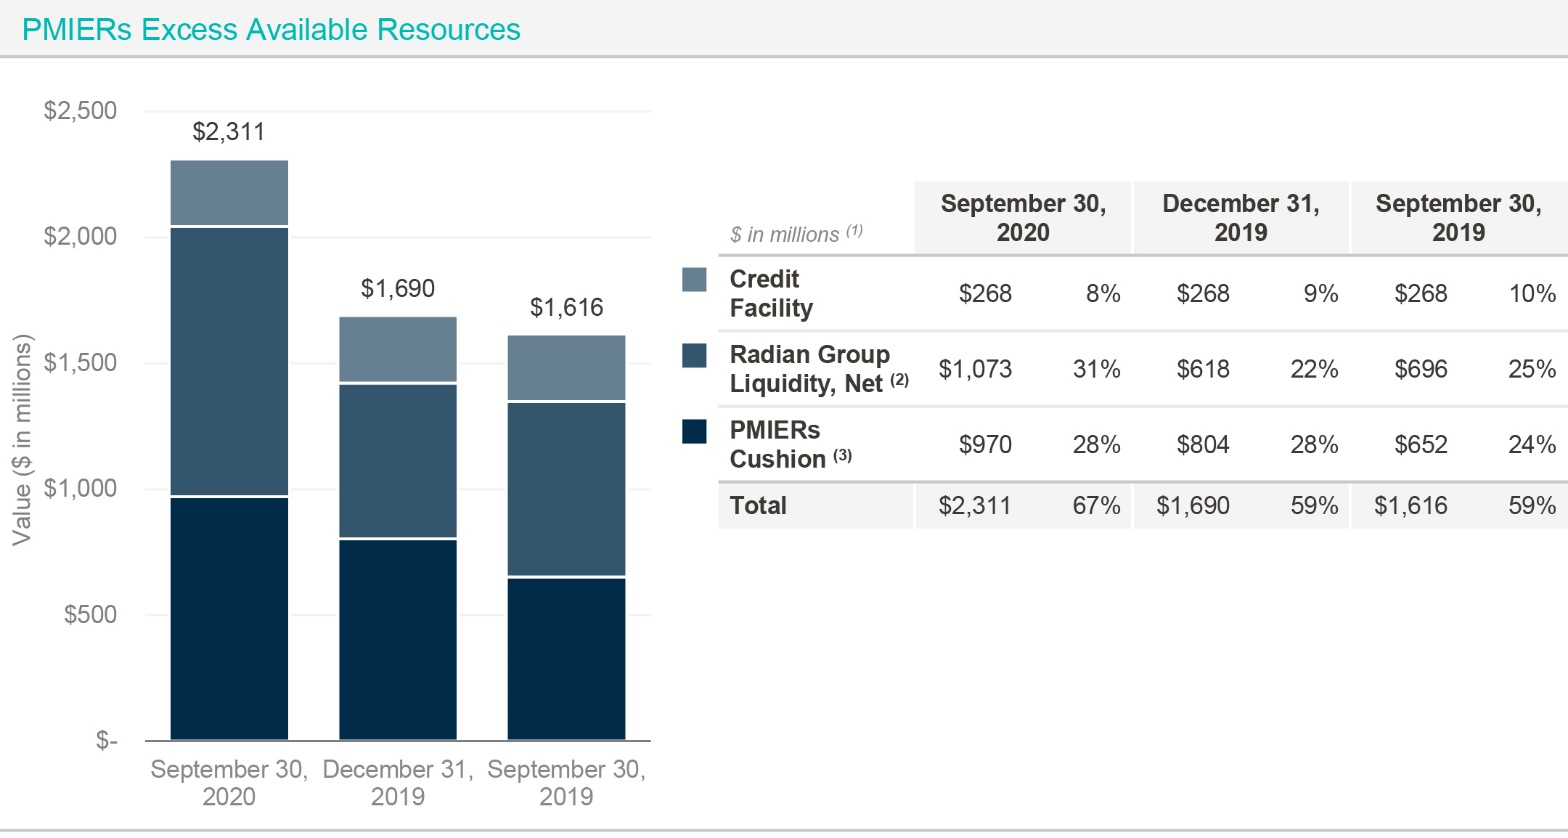 PMIERs Excess Available Resources
$2,500
$2,000
$1,500
$1,000
$500
$-
Value ($ in millions)
$2,311
$1,690
$1,616
September 30,
2020
December 31,
2019
September 30,
2019
$ in millions (1)
September 30,
2020
December 31,
2019
September 30,
2019
Credit
Facility
$268 8% $268 9% $268 10%
Radian Group
Liquidity, Net (2)
$1,073 31% $618 22% $696 25%
PMIERs
Cushion (3)
$970 28% $804 28% $652 24%
Total $2,311 67% $1,690 59% $1,616 59%